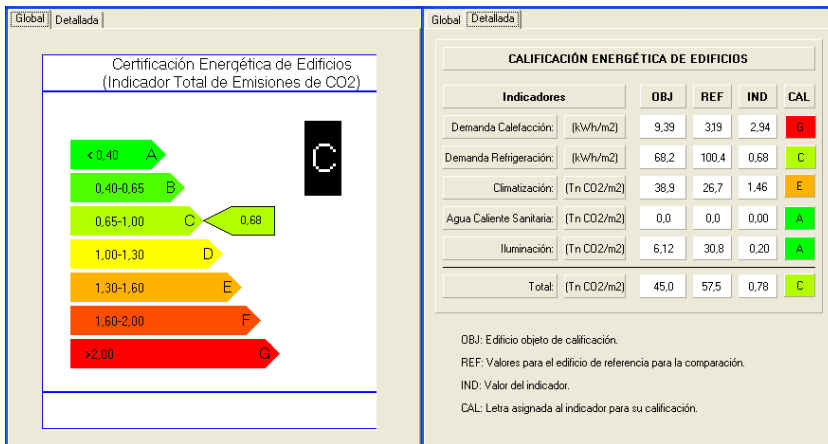 Global Detallada
Certificación Energética de Edificios
(Indicador Total de Emisiones de CO2)
C
< 0,40 A
0,40-0,65 B
0,65-1,00 C 0,68
1,00-1,30 D
1,30-1,60 E
1,60-2,00 F
>2,00 G
Global Detallada
CALIFICACIÓN ENERGÉTICA DE EDIFICIOS
Indicadores OBJ REF IND CAL
Demanda Calefacción: (kWh/m2) 9,39 3,19 2,94 G
Demanda Refrigeración: (kWh/m2) 68,2 100,4 0,68 C
Climatización: (Tn CO2/m2) 38,9 26,7 1,46 E
Agua Caliente Sanitaria: (Tn CO2/m2) 0,0 0,0 0,00 A
Iluminación: (Tn CO2/m2) 6,12 30,8 0,20 A
Total: (Tn CO2/m2) 45,0 57,5 0,78 C
OBJ: Edificio objeto de calificación.
REF: Valores para el edificio de referencia para la comparación.
IND: Valor del indicador.
CAL: Letra asignada al indicador para su calificación.